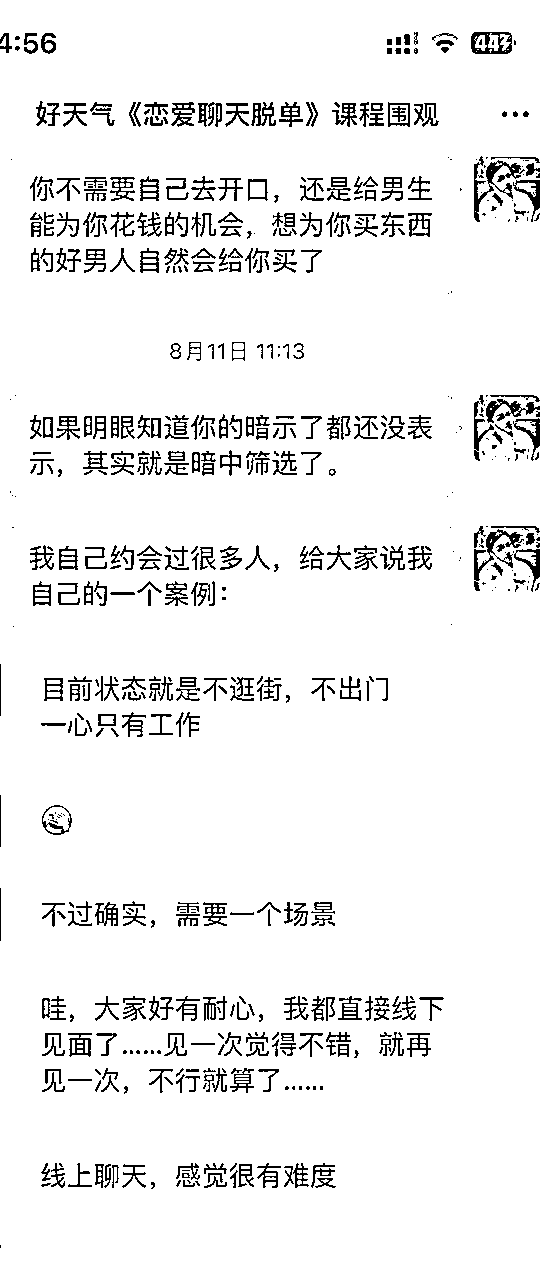 4:56
好天气《恋爱聊天脱单》课程围观
你不需要自己去开口，还是给男生
能为你花钱的机会，想为你买东西
的好男人自然会给你买了
8月11日 11:13
如果明眼知道你的暗示了都还没表
示，其实就是暗中筛选了。
我自己约会过很多人，给大家说我
自己的一个案例：
目前状态就是不逛街，不出门
一心只有工作
不过确实，需要一个场景
哇，大家好有耐心，我都直接线下
见面了……见一次觉得不错，就再
见一次，不行就算了……
线上聊天，感觉很有难度